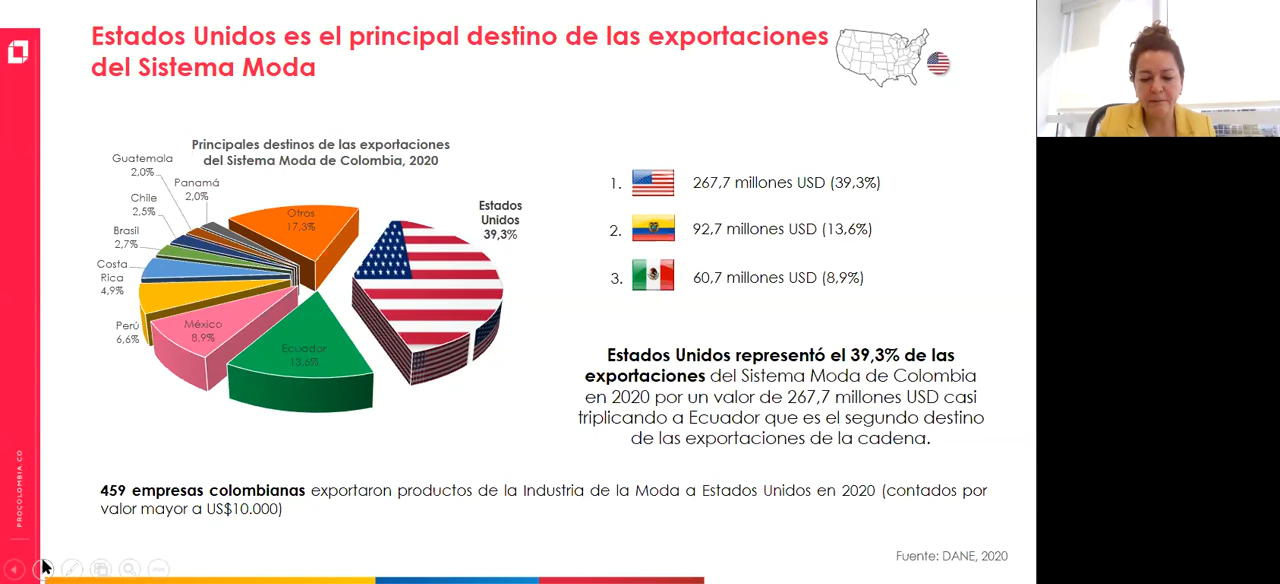 Estados Unidos es el principal destino de las exportaciones
del Sistema Moda
Principales destinos de las exportaciones
del Sistema Moda de Colombia, 2020
Guatemala
2,0%
Panamá
2,0%
Chile
2,5%
Brasil
2,7%
Costa
Rica
4,9%
Perú
6,6%
México
8,9%
Ecuador
13,6%
Otros
17,3%
Estados
Unidos
39,3%
1. 267,7 millones USD (39,3%)
2. 92,7 millones USD (13,6%)
3. 60,7 millones USD (8,9%)
Estados Unidos representó el 39,3% de las
exportaciones del Sistema Moda de Colombia
en 2020 por un valor de 267,7 millones USD casi
triplicando a Ecuador que es el segundo destino
de las exportaciones de la cadena.
459 empresas colombianas exportaron productos de la Industria de la Moda a Estados Unidos en 2020 (contados por
valor mayor a US$10.000)
Fuente: DANE, 2020
PROCOLOMBIA.CO